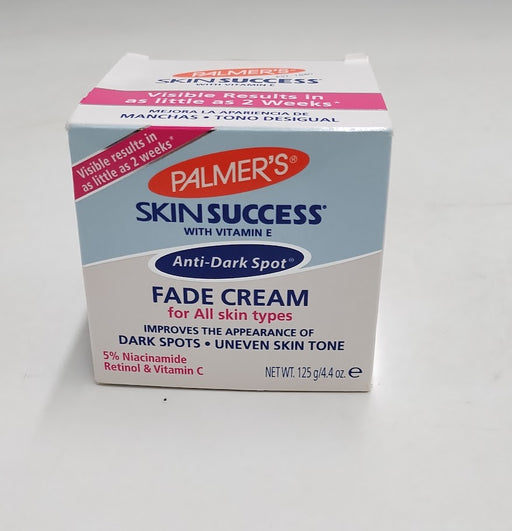 PALMER'S
SKIN SUCCESS
WITH VITAMIN E
Visible Results in
as little as 2 Weeks*
MEJORA LA APARIENCIA DE
MANCHAS • TONO DESIGUAL
Visible results in
as little as 2 weeks*
PALMER'S®
SKIN SUCCESS®
WITH VITAMIN E
Anti-Dark Spot®
FADE CREAM
for All skin types
IMPROVES THE APPEARANCE OF
DARK SPOTS • UNEVEN SKIN TONE
5% Niacinamide
Retinol & Vitamin C
NET WT. 125 g/4.4 oz. ℮